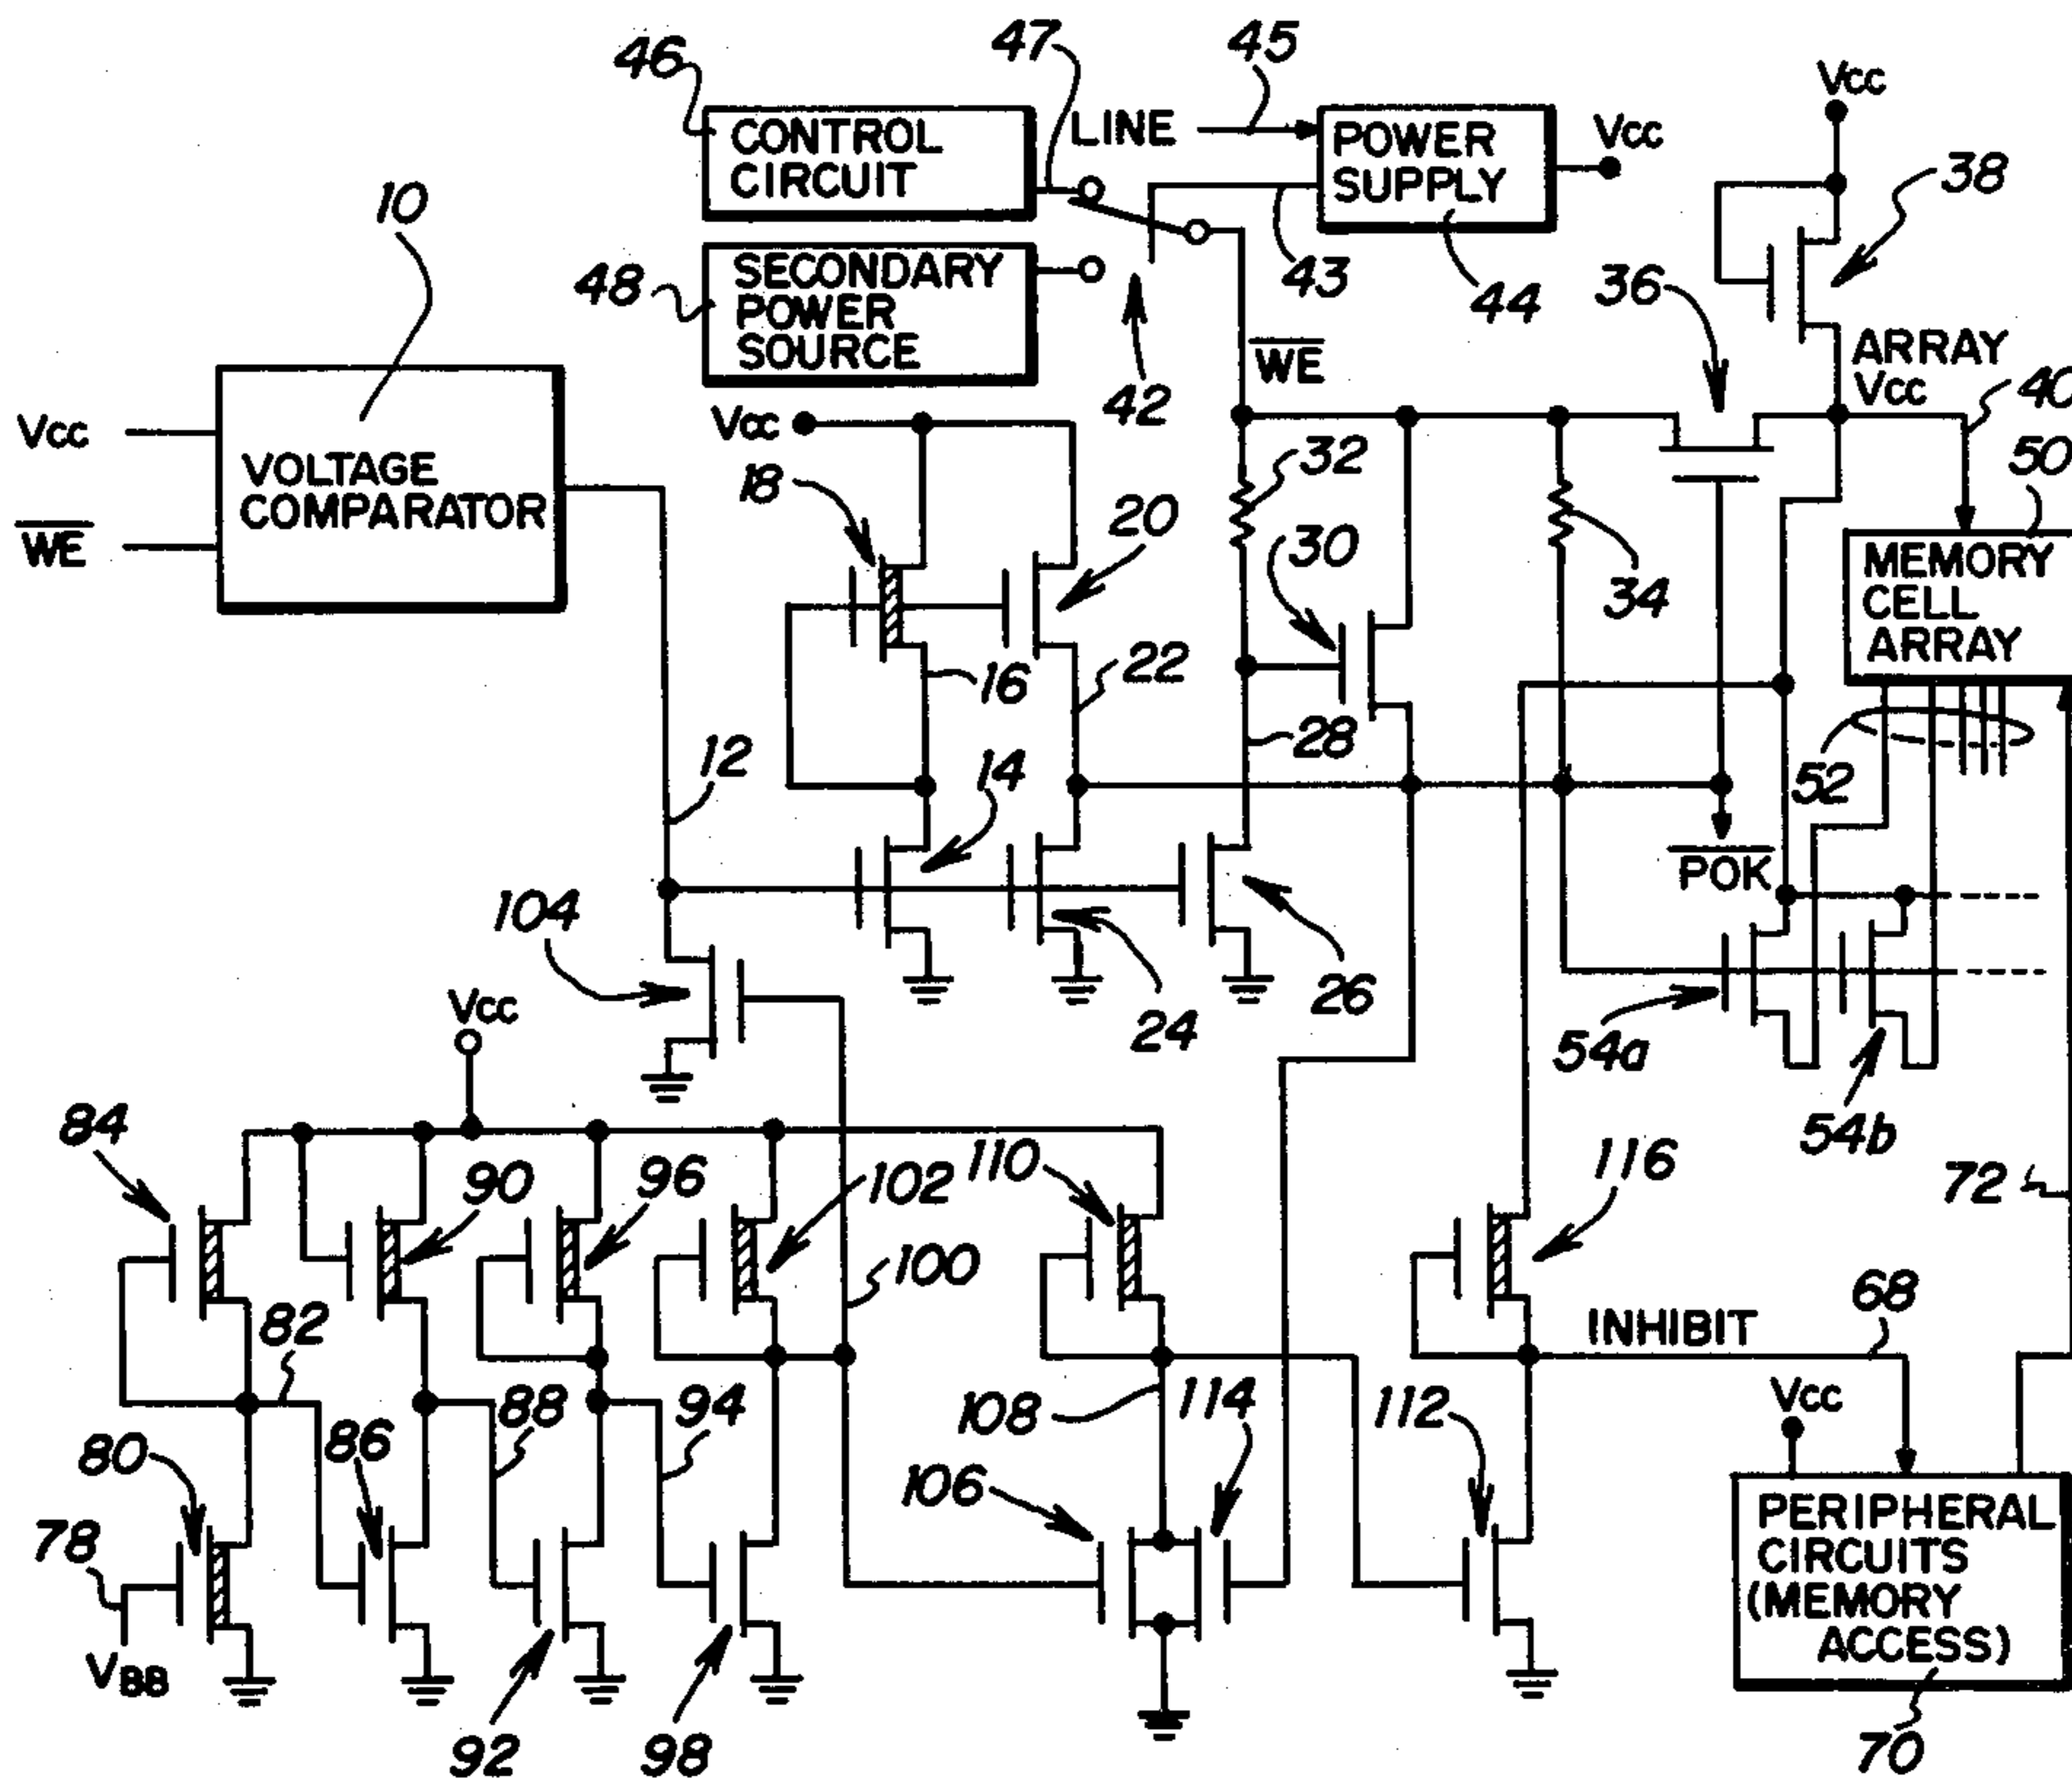 46
47
45
Vcc
CONTROL
CIRCUIT
LINE
POWER
SUPPLY
Vcc
38
10
48
SECONDARY
POWER
SOURCE
43
44
36
WE
42
ARRAY
Vcc
40
Vcc
Vcc
VOLTAGE
COMPARATOR
WE
18
20
32
30
34
50
MEMORY
CELL
ARRAY
16
22
28
12
14
52
POK
104
24
26
54a
54b
Vcc
84
90
96
102
110
116
72
100
82
INHIBIT
68
80
86
88
94
108
114
112
Vcc
106
78
PERIPHERAL
CIRCUITS
(MEMORY
ACCESS)
VBB
92
98
70